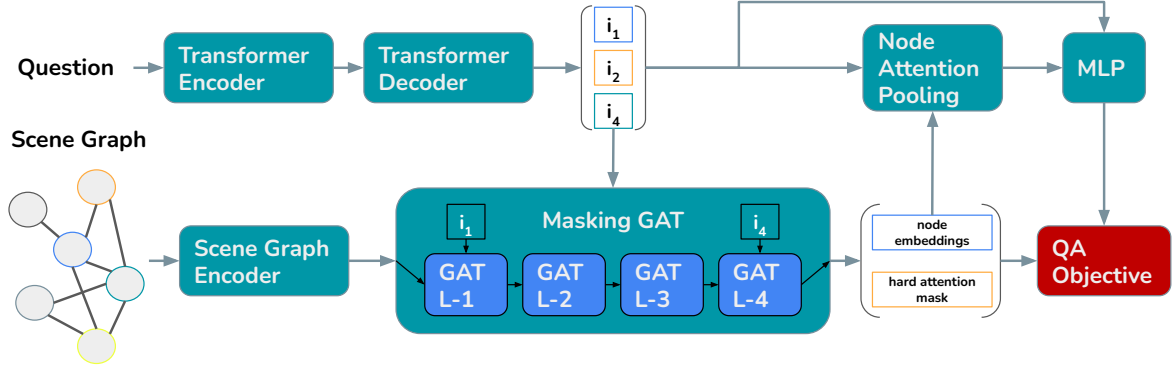 Question
Transformer
Encoder
Transformer
Decoder
i1
i2
i4
Node
Attention
Pooling
MLP
Scene Graph
Scene Graph
Encoder
Masking GAT
i1
i4
GAT
L-1
GAT
L-2
GAT
L-3
GAT
L-4
node
embeddings
hard attention
mask
QA
Objective